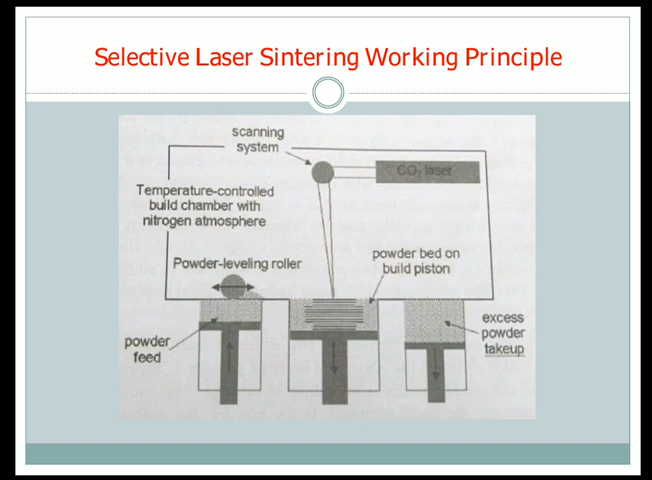 Selective Laser Sintering Working Principle
scanning
system
CO₂ laser
Temperature-controlled
build chamber with
nitrogen atmosphere
Powder-leveling roller
powder bed on
build piston
powder
feed
excess
powder
takeup